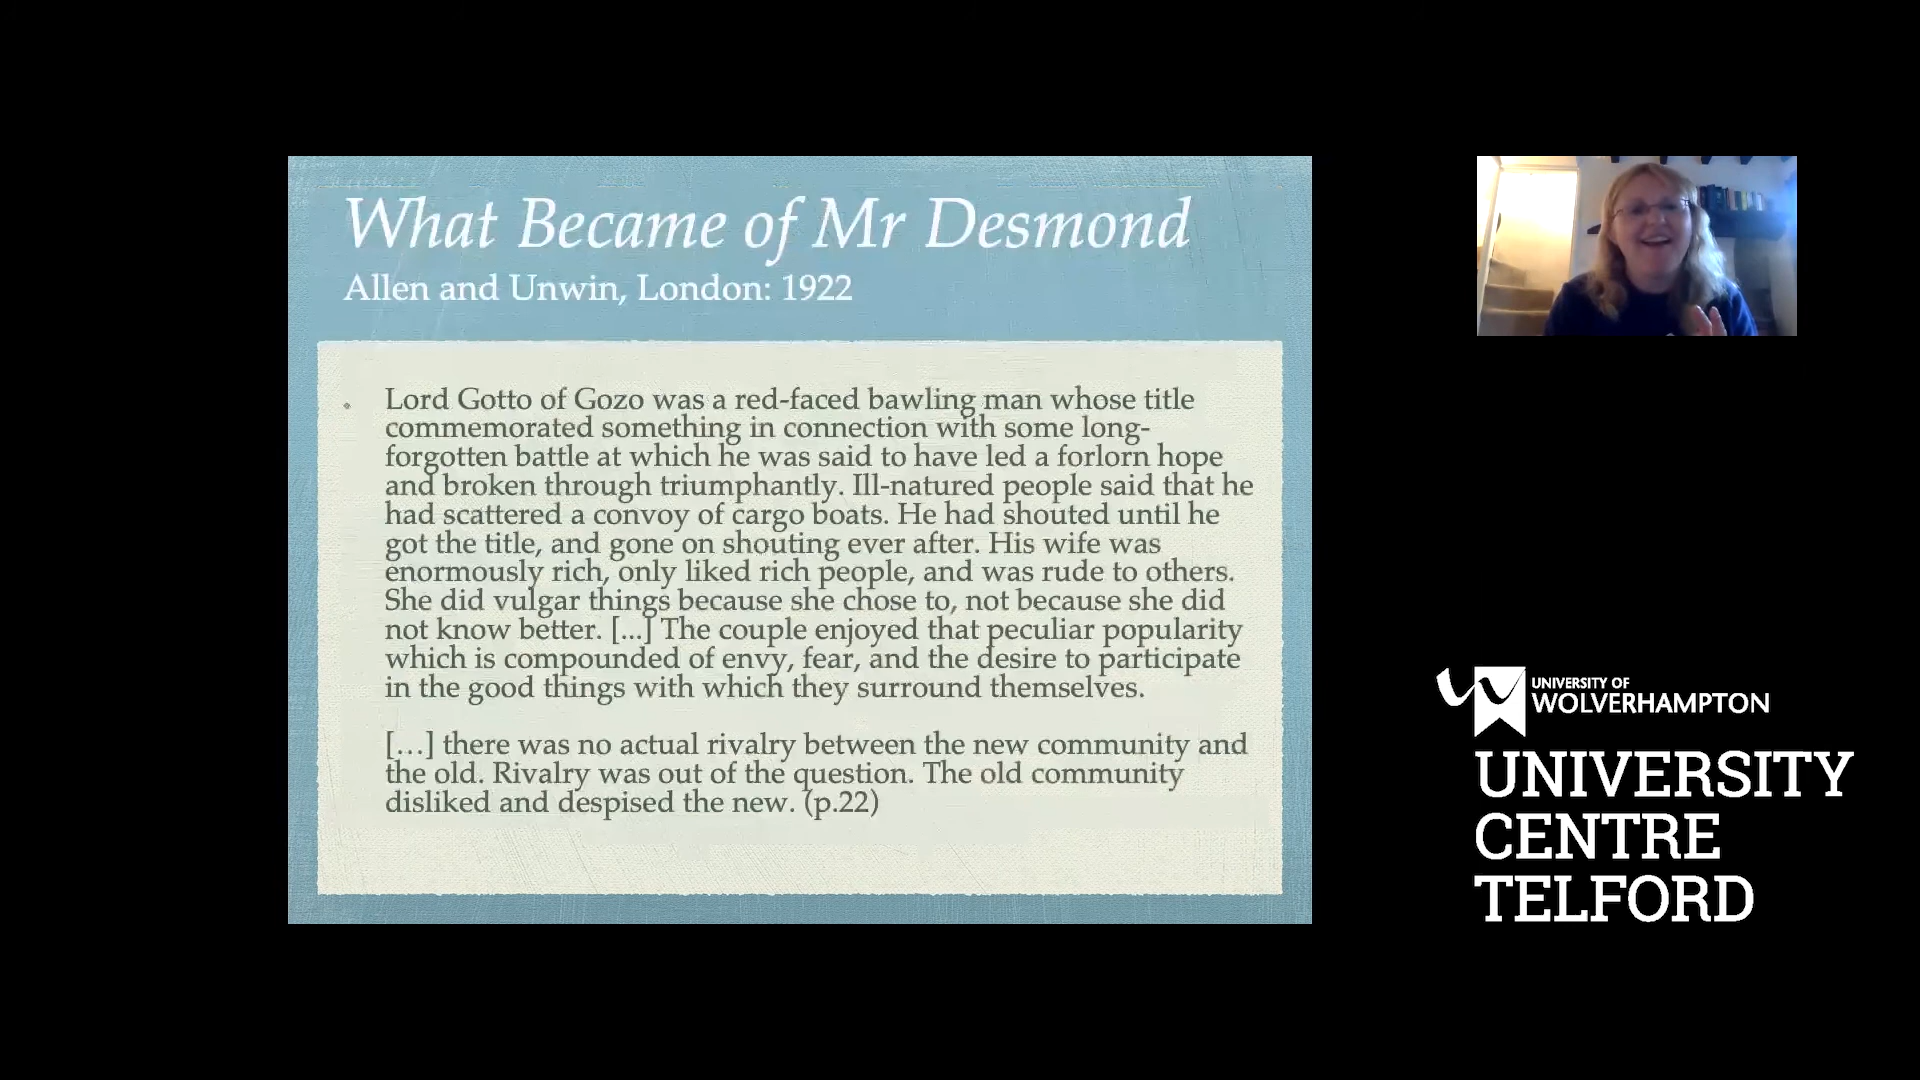 What Became of Mr Desmond
Allen and Unwin, London: 1922
Lord Gotto of Gozo was a red-faced bawling man whose title
commemorated something in connection with some long-
forgotten battle at which he was said to have led a forlorn hope
and broken through triumphantly. Ill-natured people said that he
had scattered a convoy of cargo boats. He had shouted until he
got the title, and gone on shouting ever after. His wife was
enormously rich, only liked rich people, and was rude to others.
She did vulgar things because she chose to, not because she did
not know better. [...] The couple enjoyed that peculiar popularity
which is compounded of envy, fear, and the desire to participate
in the good things with which they surround themselves.
[…] there was no actual rivalry between the new community and
the old. Rivalry was out of the question. The old community
disliked and despised the new. (p.22)
UNIVERSITY OF
WOLVERHAMPTON
UNIVERSITY
CENTRE
TELFORD